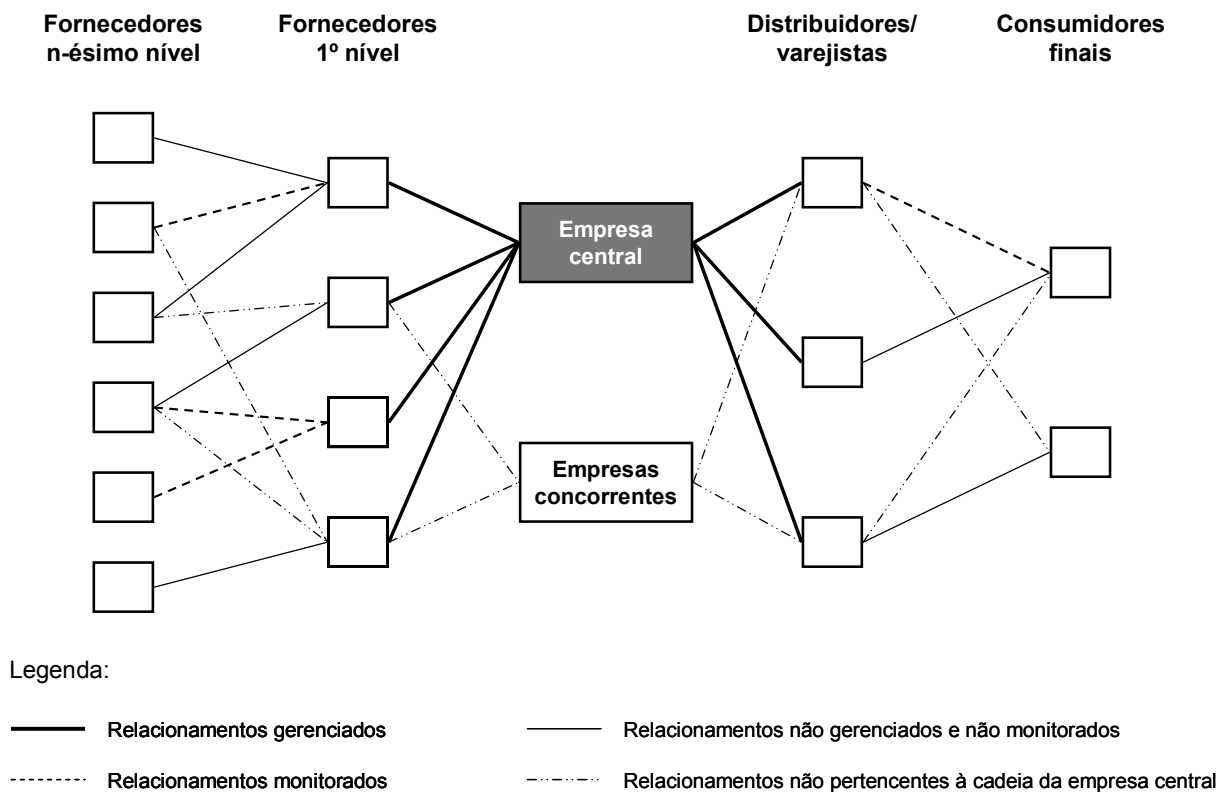 Fornecedores
n-ésimo nível
Fornecedores
1º nível
Distribuidores/
varejistas
Consumidores
finais
Empresa
central
Empresas
concorrentes
Legenda:
Relacionamentos gerenciados
Relacionamentos não gerenciados e não monitorados
Relacionamentos monitorados
Relacionamentos não pertencentes à cadeia da empresa central